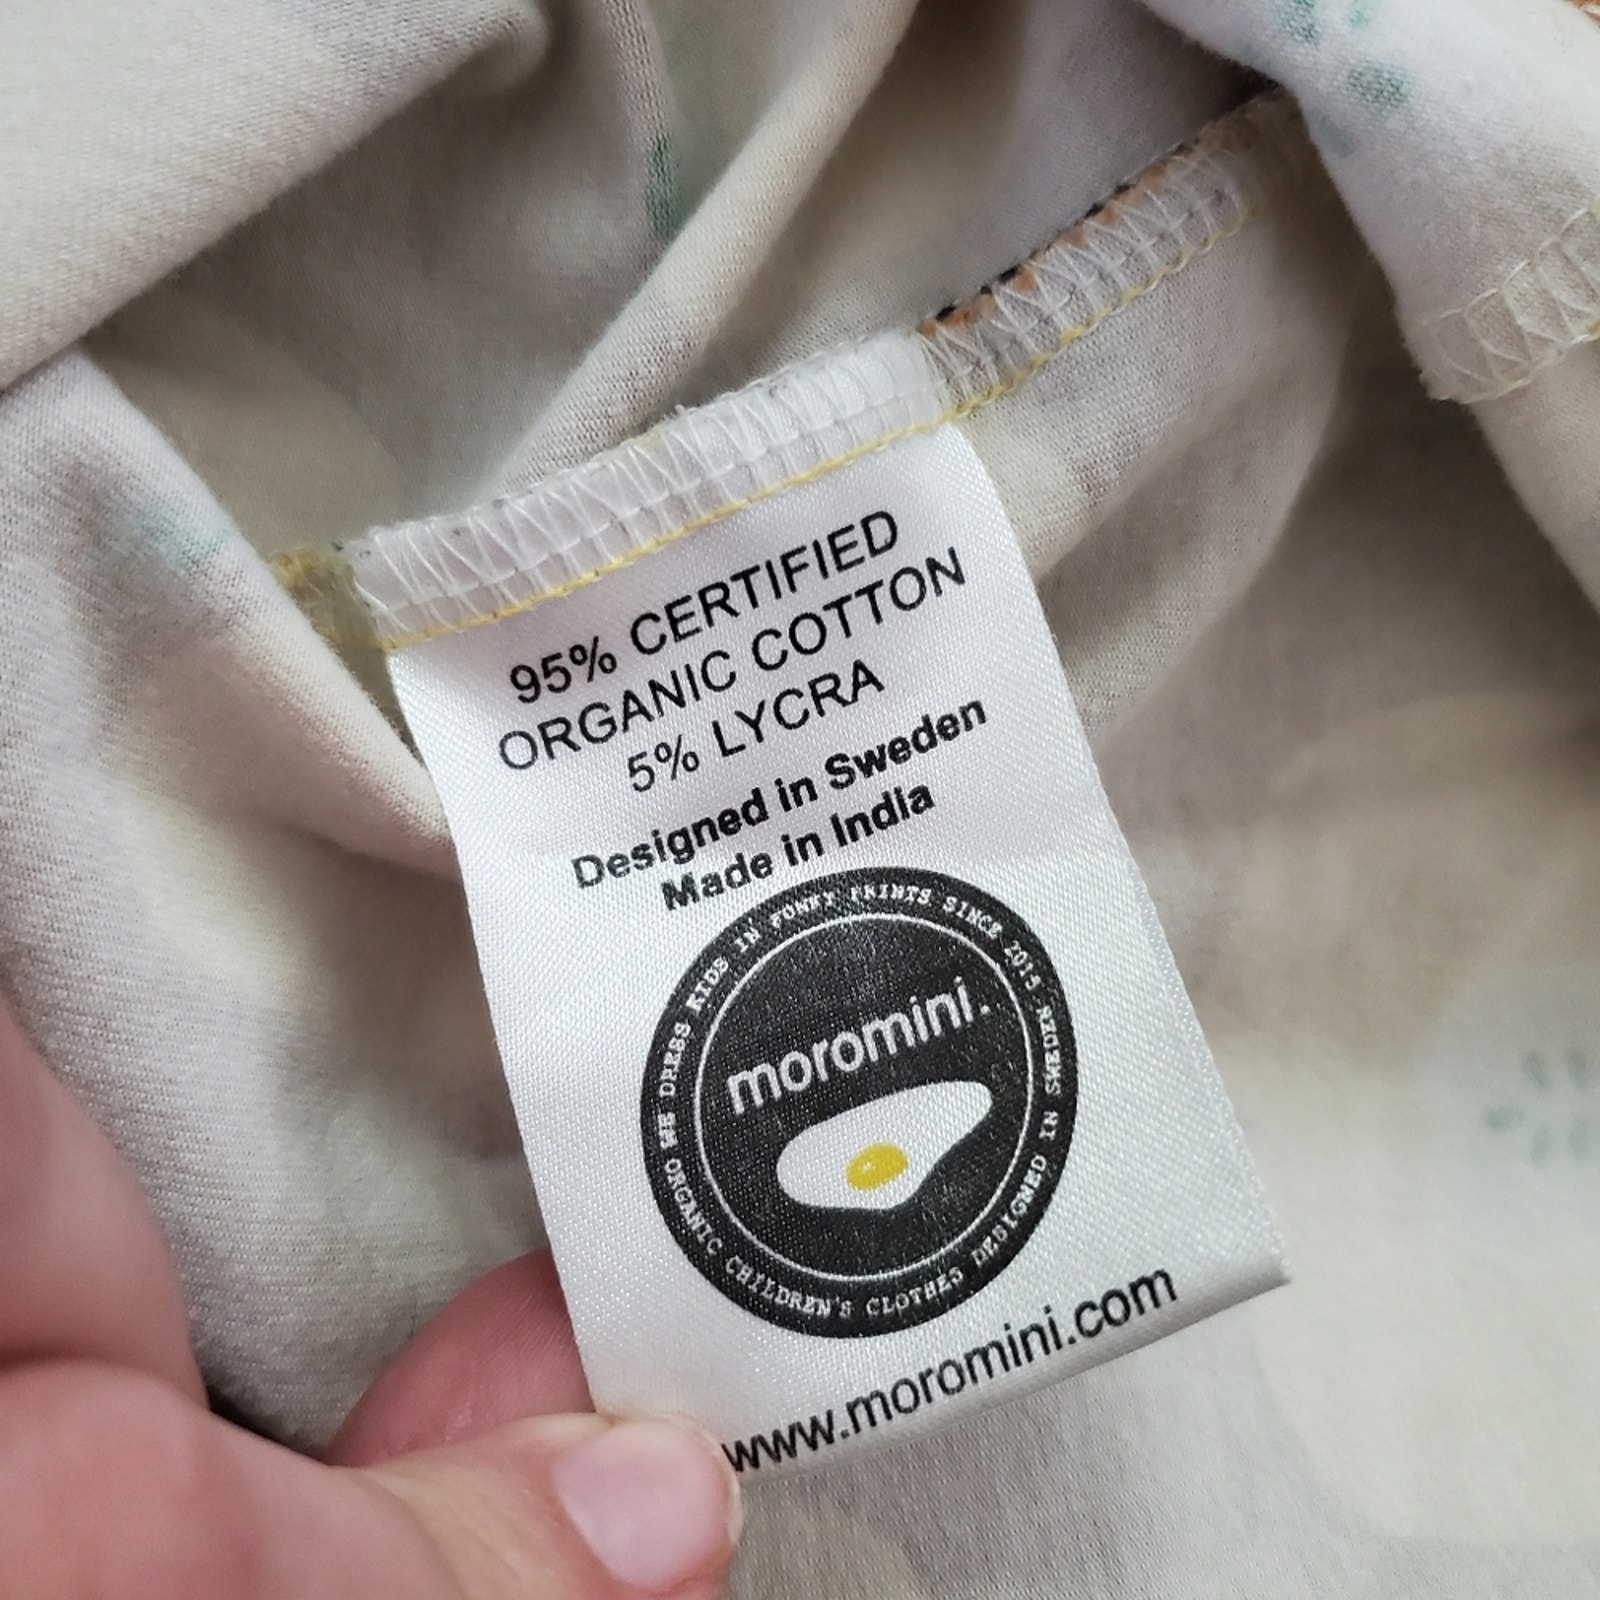 95% CERTIFIED
ORGANIC COTTON
5% LYCRA
Designed in Sweden
Made in India
WE DRESS KIDS IN FUNKY PRINTS SINCE 2015
moromini.
ORGANIC CHILDREN'S CLOTHES DESIGNED IN SWEDEN
www.moromini.com